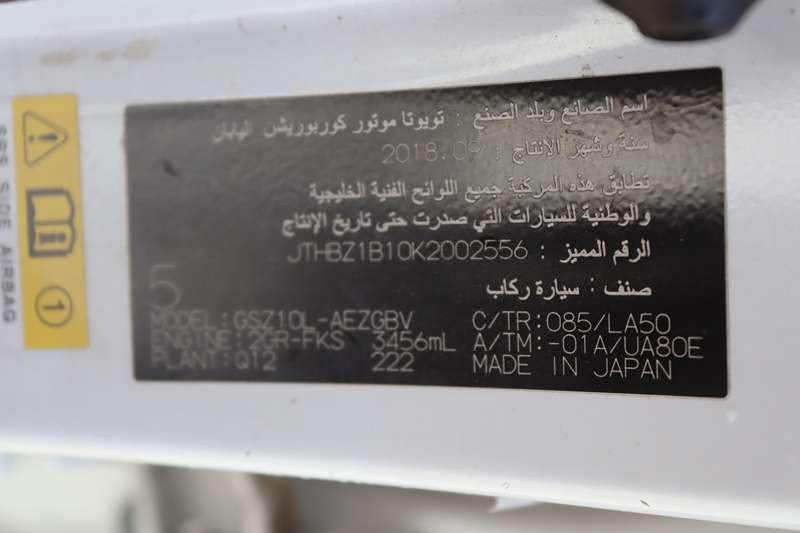 اسم الصانع وبلد الصنع : تويوتا موتور كوربوريشن اليابان
سنة وشهر الانتاج : 2018.09
تطابق هذه المركبة جميع اللوائح الفنية الخليجية
والوطنية للسيارات التي صدرت حتى تاريخ الإنتاج
الرقم المميز : JTHBZ1B10K2002556
صنف : سيارة ركاب
5
MODEL: GSZ10L-AEZGBV C/TR: 085/LA50
ENGINE: 2GR-FKS 3456mL A/TM: -01A/UA80E
PLANT: Q12 222 MADE IN JAPAN
SRS SIDE AIRBAG